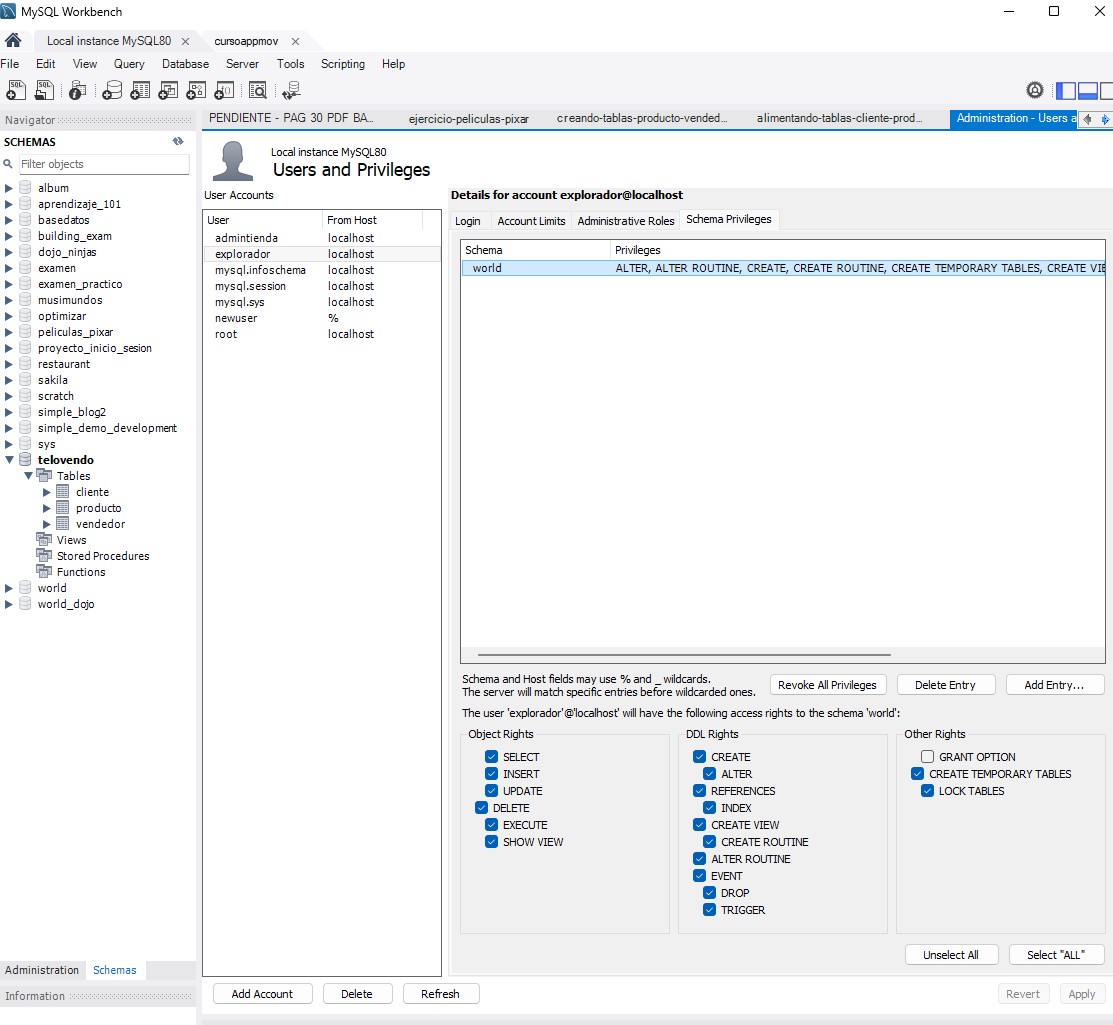 MySQL Workbench
Local instance MySQL80 cursoappmov
File Edit View Query Database Server Tools Scripting Help
Navigator
SCHEMAS
Filter objects
album
aprendizaje_101
basedatos
building_exam
dojo_ninjas
examen
examen_practico
musimundos
optimizar
peliculas_pixar
proyecto_inicio_sesion
restaurant
sakila
scratch
simple_blog2
simple_demo_development
sys
telovendo
Tables
cliente
producto
vendedor
Views
Stored Procedures
Functions
world
world_dojo
Administration Schemas
Information
PENDIENTE - PAG 30 PDF BA... ejercicio-peliculas-pixar creando-tablas-producto-vended... alimentando-tablas-cliente-prod... Administration - Users a
Local instance MySQL80
Users and Privileges
User Accounts
User From Host
admintienda localhost
explorador localhost
mysql.infoschema localhost
mysql.session localhost
mysql.sys localhost
newuser %
root localhost
Add Account Delete Refresh
Details for account explorador@localhost
Login Account Limits Administrative Roles Schema Privileges
Schema Privileges
world ALTER, ALTER ROUTINE, CREATE, CREATE ROUTINE, CREATE TEMPORARY TABLES, CREATE VIE
Schema and Host fields may use % and _ wildcards.
The server will match specific entries before wildcarded ones.
Revoke All Privileges Delete Entry Add Entry...
The user 'explorador'@'localhost' will have the following access rights to the schema 'world':
Object Rights
SELECT
INSERT
UPDATE
DELETE
EXECUTE
SHOW VIEW
DDL Rights
CREATE
ALTER
REFERENCES
INDEX
CREATE VIEW
CREATE ROUTINE
ALTER ROUTINE
EVENT
DROP
TRIGGER
Other Rights
GRANT OPTION
CREATE TEMPORARY TABLES
LOCK TABLES
Unselect All Select "ALL"
Revert Apply